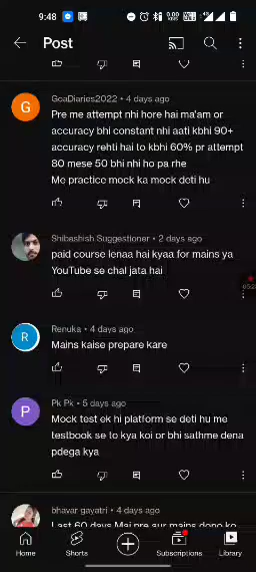 9:48
Post
GoaDiaries2022 • 4 days ago
Pre me attempt nhi hore hai ma'am or
accuracy bhi constant nhi aati kbhi 90+
accuracy rehti hai to kbhi 60% pr attempt
80 mese 50 bhi nhi ho pa rhe
Me practice mock ka mock deti hu
Shibashish Suggestioner • 2 days ago
paid course lenaa hai kyaa for mains ya
YouTube se chal jata hai
Renuka • 4 days ago
Mains kaise prepare kare
Pk Pk • 5 days ago
Mock test ek hi platform se deti hu me
testbook se to kya koi or bhi sathme dena
pdega kya
bhavar gayatri • 4 days ago
Last 60 days Mai pre aur mains dono ko
Home
Shorts
Subscriptions
Library